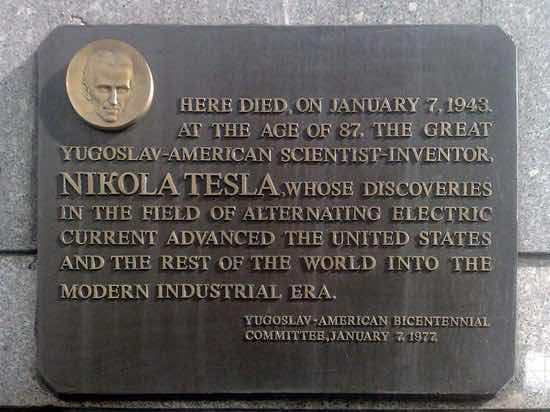 HERE DIED, ON JANUARY 7, 1943.
AT THE AGE OF 87, THE GREAT
YUGOSLAV-AMERICAN SCIENTIST-INVENTOR,
NIKOLA TESLA, WHOSE DISCOVERIES
IN THE FIELD OF ALTERNATING ELECTRIC
CURRENT ADVANCED THE UNITED STATES
AND THE REST OF THE WORLD INTO THE
MODERN INDUSTRIAL ERA.
YUGOSLAV-AMERICAN BICENTENNIAL
COMMITTEE, JANUARY 7, 1977.